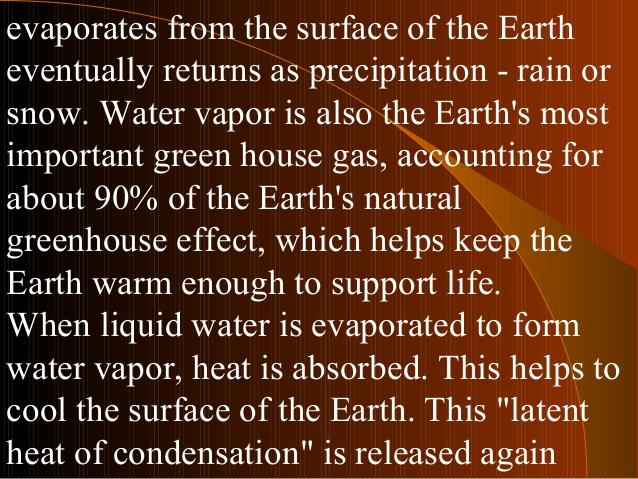 evaporates from the surface of the Earth
eventually returns as precipitation - rain or
snow. Water vapor is also the Earth's most
important green house gas, accounting for
about 90% of the Earth's natural
greenhouse effect, which helps keep the
Earth warm enough to support life.
When liquid water is evaporated to form
water vapor, heat is absorbed. This helps to
cool the surface of the Earth. This "latent
heat of condensation" is released again